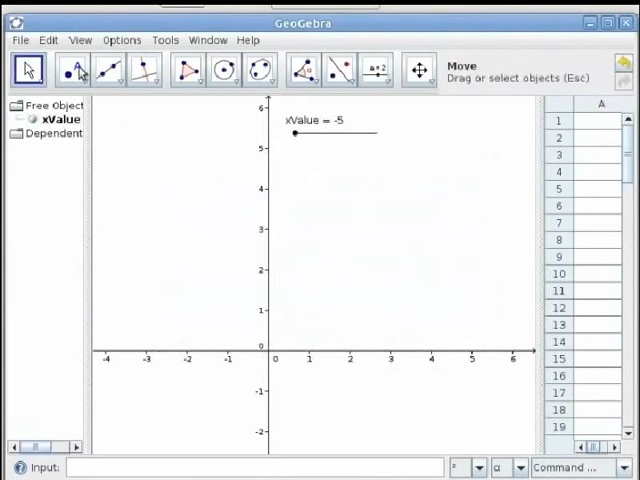 GeoGebra
File Edit View Options Tools Window Help
A
a=2
Move
Drag or select objects (Esc)
Free Object
xValue
Dependent
xValue = -5
6
5
4
3
2
1
0
-4 -3 -2 -1 0 1 2 3 4 5 6
-1
-2
A
1
2
3
4
5
6
7
8
9
10
11
12
13
14
15
16
17
18
19
Input: ² α Command ...